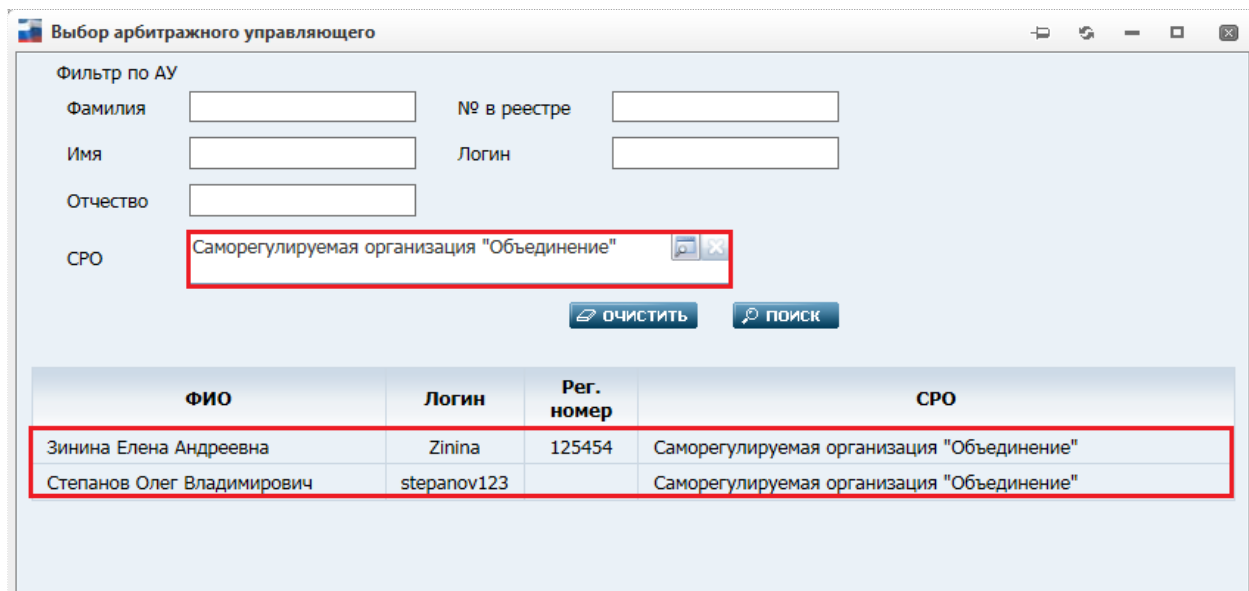 Выбор арбитражного управляющего
Фильтр по АУ
Фамилия № в реестре
Имя Логин
Отчество
СРО Саморегулируемая организация "Объединение"
ОЧИСТИТЬ ПОИСК
ФИО Логин Рег. номер СРО
Зинина Елена Андреевна Zinina 125454 Саморегулируемая организация "Объединение"
Степанов Олег Владимирович stepanov123 Саморегулируемая организация "Объединение"